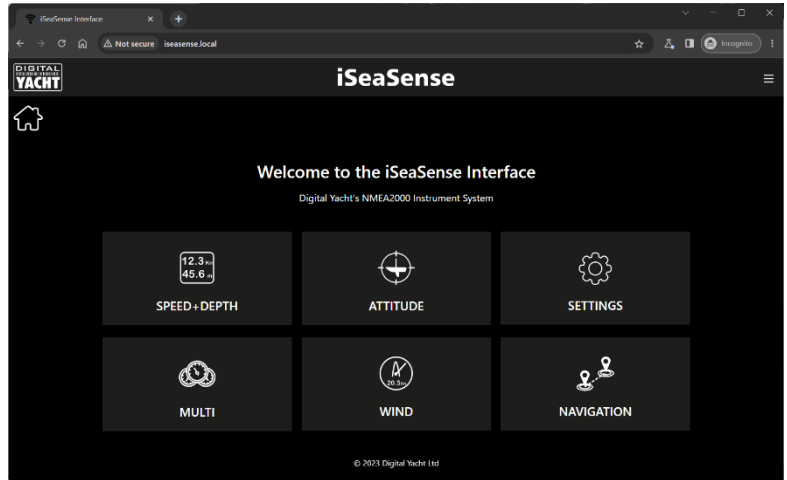 iSeaSense Interface
Not secure iseasense.local
Incognito
DIGITAL
YACHT
iSeaSense
Welcome to the iSeaSense Interface
Digital Yacht's NMEA2000 Instrument System
12.3 Kn
45.6 m
SPEED+DEPTH
ATTITUDE
SETTINGS
MULTI
20.5
WIND
NAVIGATION
© 2023 Digital Yacht Ltd